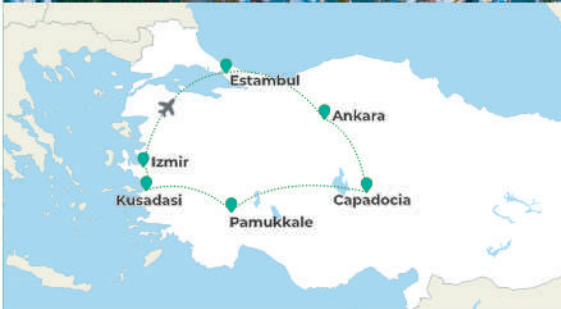 Estambul
Ankara
Izmir
Kusadasi
Capadocia
Pamukkale